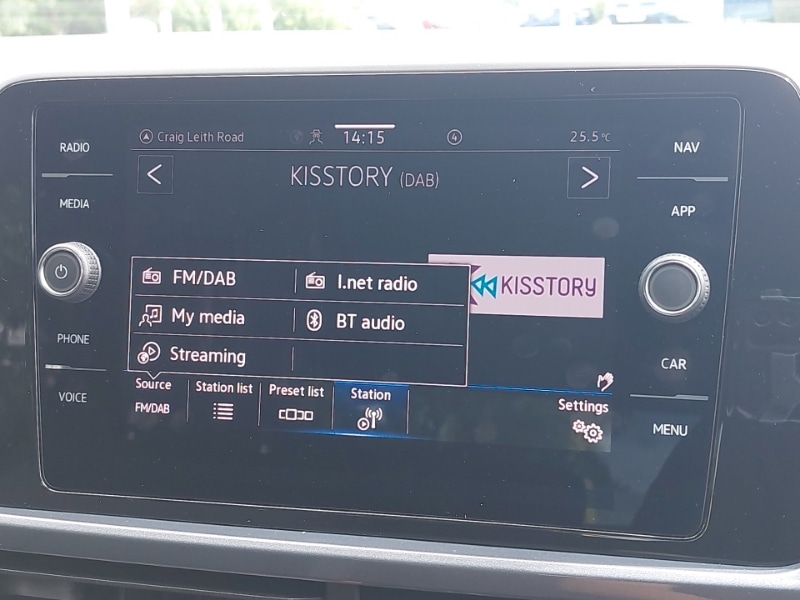 RADIO
MEDIA
PHONE
VOICE
Craig Leith Road
14:15
4
25.5°C
KISSTORY (DAB)
FM/DAB
I.net radio
My media
BT audio
Streaming
KISSTORY
Source
FM/DAB
Station list
Preset list
Station
Settings
NAV
APP
CAR
MENU